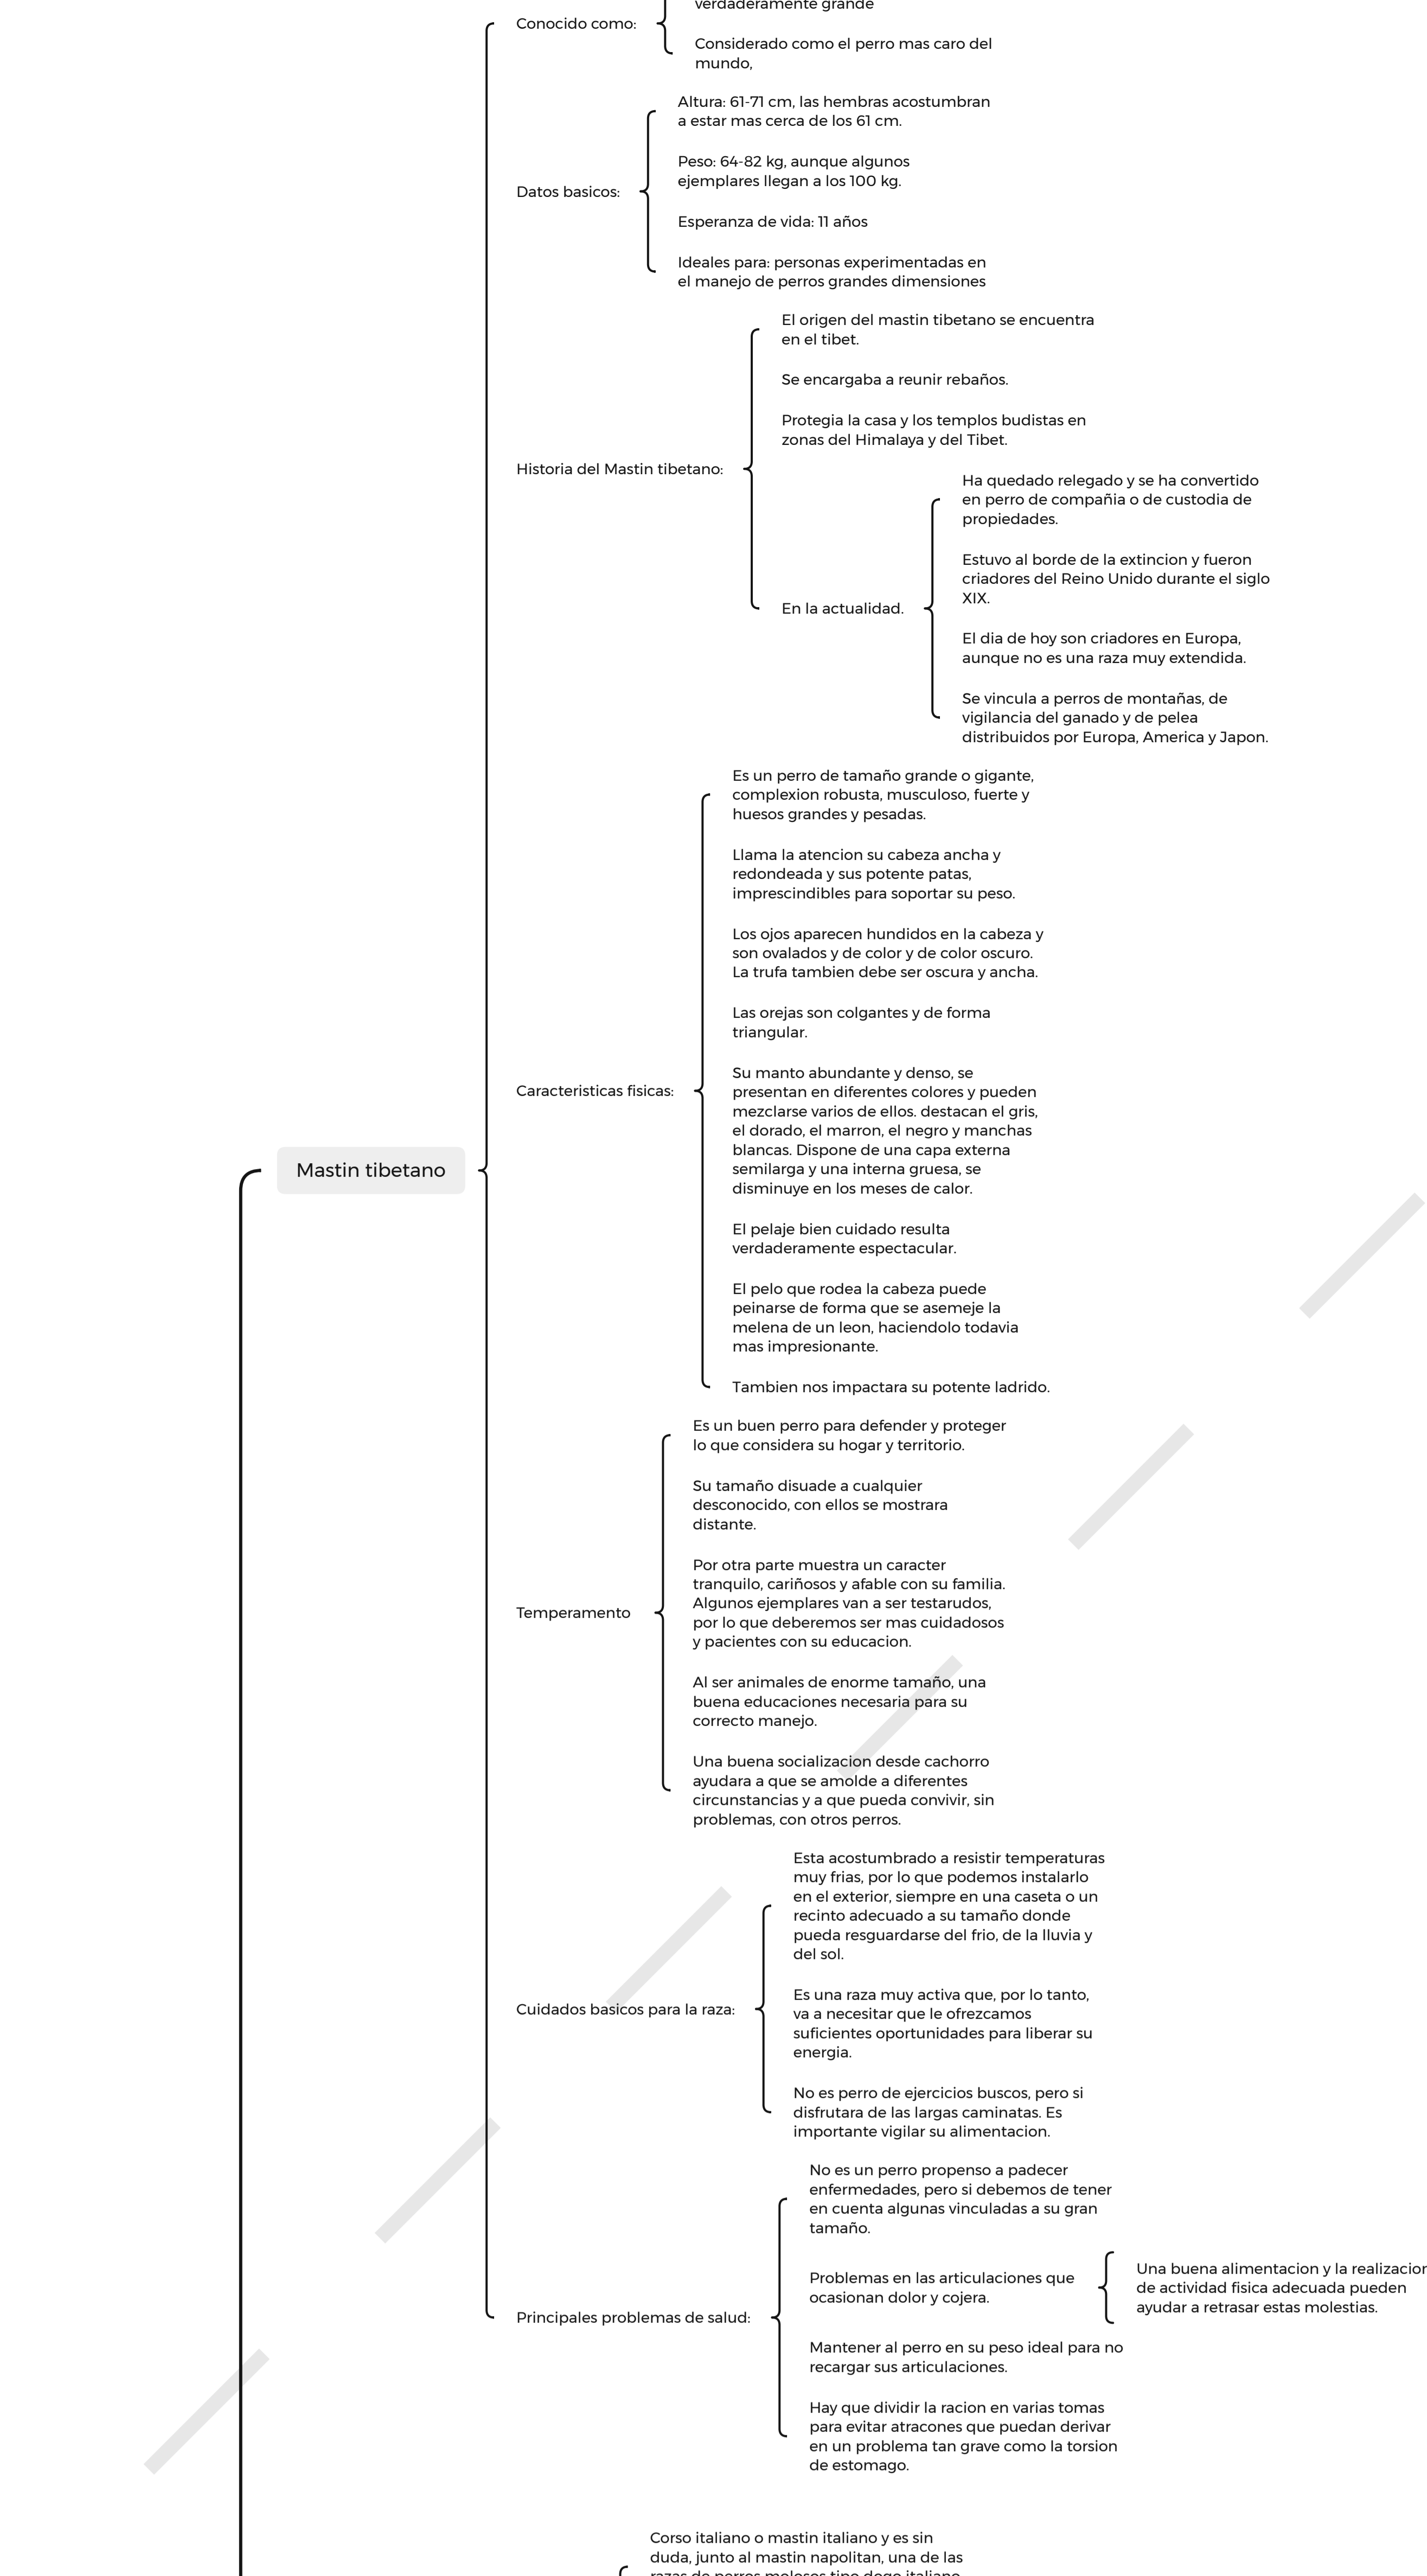 verdaderamente grande
Conocido como:
Considerado como el perro mas caro del
mundo,
Altura: 61-71 cm, las hembras acostumbran
a estar mas cerca de los 61 cm.
Peso: 64-82 kg, aunque algunos
ejemplares llegan a los 100 kg.
Datos basicos:
Esperanza de vida: 11 años
Ideales para: personas experimentadas en
el manejo de perros grandes dimensiones
El origen del mastin tibetano se encuentra
en el tibet.
Se encargaba a reunir rebaños.
Protegia la casa y los templos budistas en
zonas del Himalaya y del Tibet.
Historia del Mastin tibetano:
Ha quedado relegado y se ha convertido
en perro de compañia o de custodia de
propiedades.
Estuvo al borde de la extincion y fueron
criadores del Reino Unido durante el siglo
XIX.
En la actualidad.
El dia de hoy son criadores en Europa,
aunque no es una raza muy extendida.
Se vincula a perros de montañas, de
vigilancia del ganado y de pelea
distribuidos por Europa, America y Japon.
Es un perro de tamaño grande o gigante,
complexion robusta, musculoso, fuerte y
huesos grandes y pesadas.
Llama la atencion su cabeza ancha y
redondeada y sus potente patas,
imprescindibles para soportar su peso.
Los ojos aparecen hundidos en la cabeza y
son ovalados y de color y de color oscuro.
La trufa tambien debe ser oscura y ancha.
Las orejas son colgantes y de forma
triangular.
Caracteristicas fisicas:
Su manto abundante y denso, se
presentan en diferentes colores y pueden
mezclarse varios de ellos. destacan el gris,
el dorado, el marron, el negro y manchas
blancas. Dispone de una capa externa
semilarga y una interna gruesa, se
disminuye en los meses de calor.
Mastin tibetano
El pelaje bien cuidado resulta
verdaderamente espectacular.
El pelo que rodea la cabeza puede
peinarse de forma que se asemeje la
melena de un leon, haciendolo todavia
mas impresionante.
Tambien nos impactara su potente ladrido.
Es un buen perro para defender y proteger
lo que considera su hogar y territorio.
Su tamaño disuade a cualquier
desconocido, con ellos se mostrara
distante.
Temperamento
Por otra parte muestra un caracter
tranquilo, cariñosos y afable con su familia.
Algunos ejemplares van a ser testarudos,
por lo que deberemos ser mas cuidadosos
y pacientes con su educacion.
Al ser animales de enorme tamaño, una
buena educaciones necesaria para su
correcto manejo.
Una buena socializacion desde cachorro
ayudara a que se amolde a diferentes
circunstancias y a que pueda convivir, sin
problemas, con otros perros.
Esta acostumbrado a resistir temperaturas
muy frias, por lo que podemos instalarlo
en el exterior, siempre en una caseta o un
recinto adecuado a su tamaño donde
pueda resguardarse del frio, de la lluvia y
del sol.
Cuidados basicos para la raza:
Es una raza muy activa que, por lo tanto,
va a necesitar que le ofrezcamos
suficientes oportunidades para liberar su
energia.
No es perro de ejercicios buscos, pero si
disfrutara de las largas caminatas. Es
importante vigilar su alimentacion.
No es un perro propenso a padecer
enfermedades, pero si debemos de tener
en cuenta algunas vinculadas a su gran
tamaño.
Problemas en las articulaciones que
ocasionan dolor y cojera.
Una buena alimentacion y la realizacion
de actividad fisica adecuada pueden
ayudar a retrasar estas molestias.
Principales problemas de salud:
Mantener al perro en su peso ideal para no
recargar sus articulaciones.
Hay que dividir la racion en varias tomas
para evitar atracones que puedan derivar
en un problema tan grave como la torsion
de estomago.
Corso italiano o mastin italiano y es sin
duda, junto al mastin napolitan, una de las
razas de perros molosos tipo dogo italiano